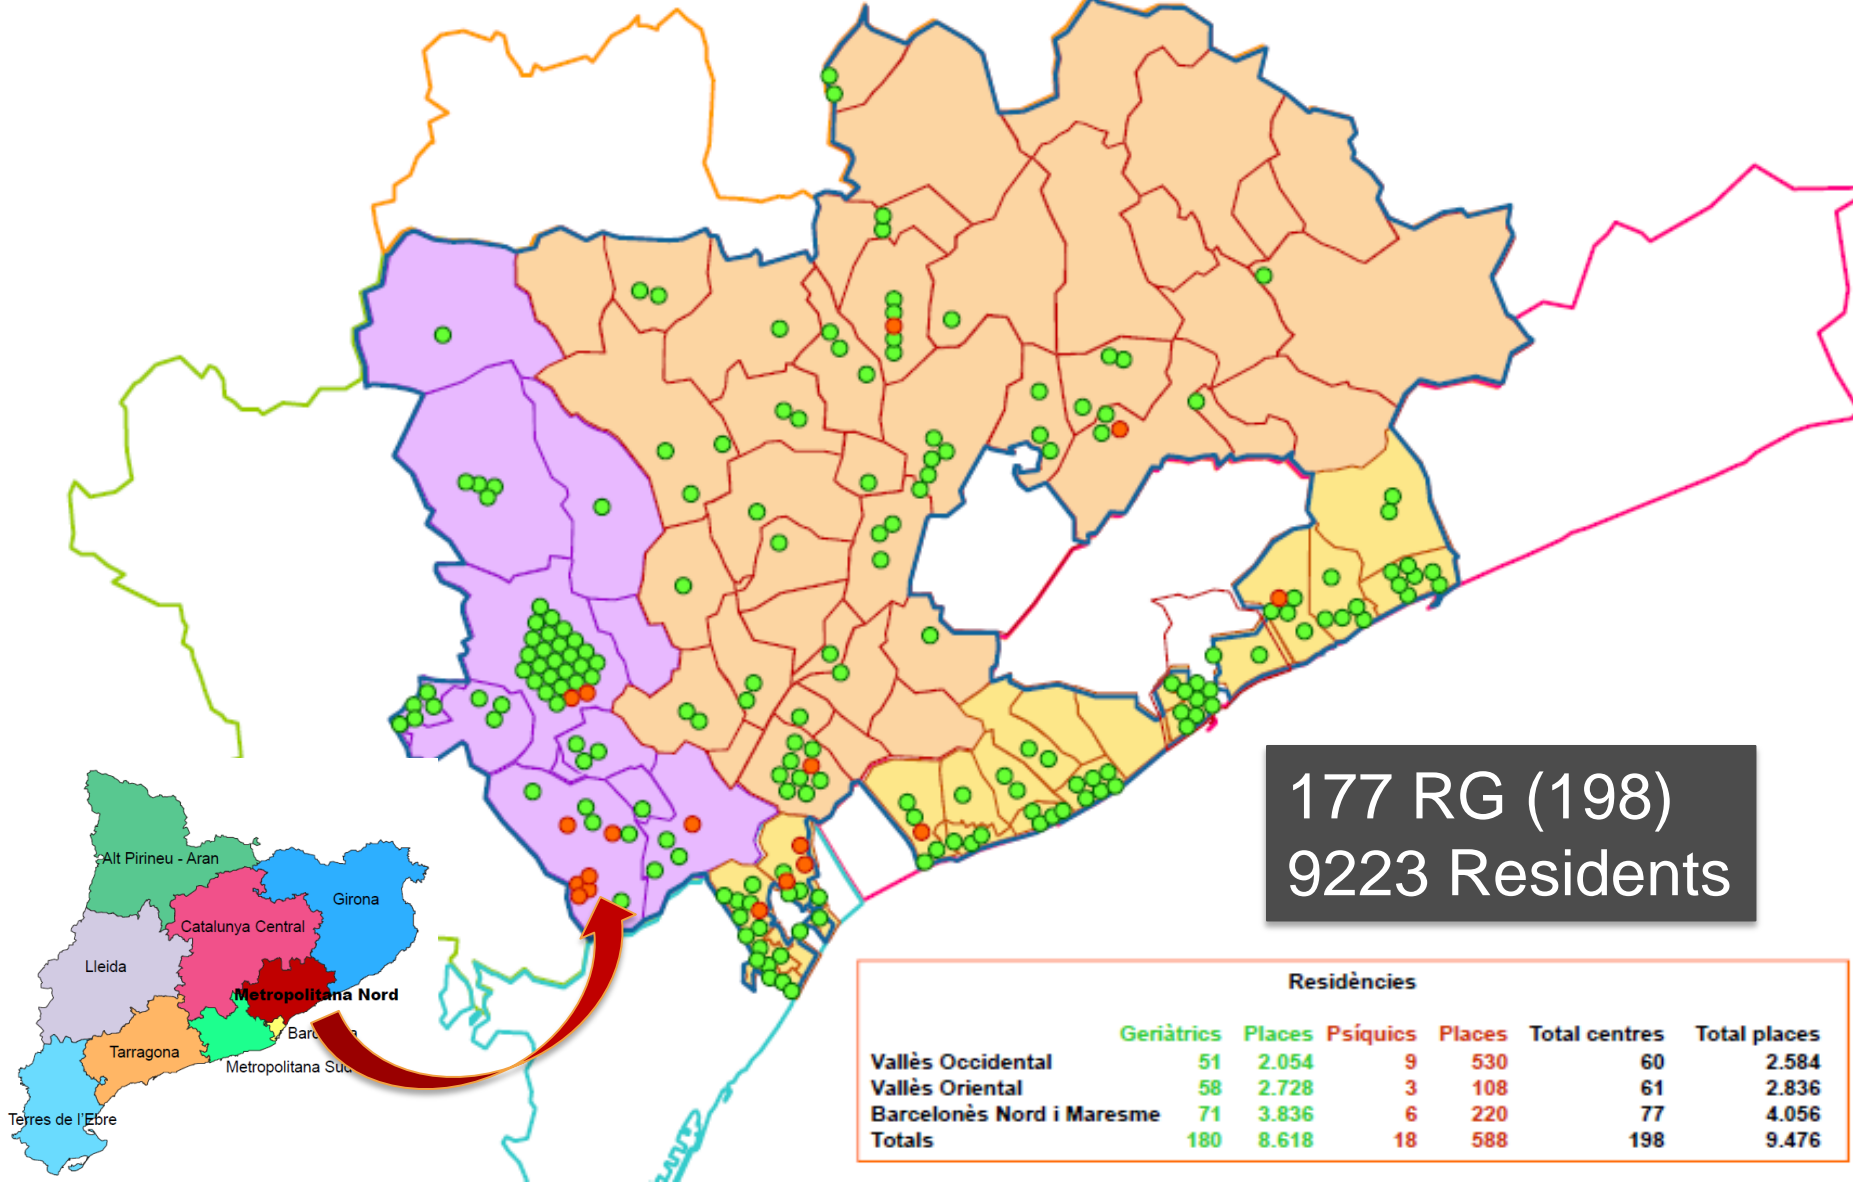 177 RG (198)
9223 Residents
Alt Pirineu - Aran
Girona
Catalunya Central
Lleida
Metropolitana Nord
Tarragona
Metropolitana
Terres de l'Ebre
Residències
Geriàtrics Places Psíquics Places Total centres Total places
Vallès Occidental 51 2.054 9 530 60 2.584
Vallès Oriental 58 2.728 3 108 61 2.836
Barcelonès Nord i Maresme 71 3.836 6 220 77 4.056
Totals 180 8.618 18 588 198 9.476